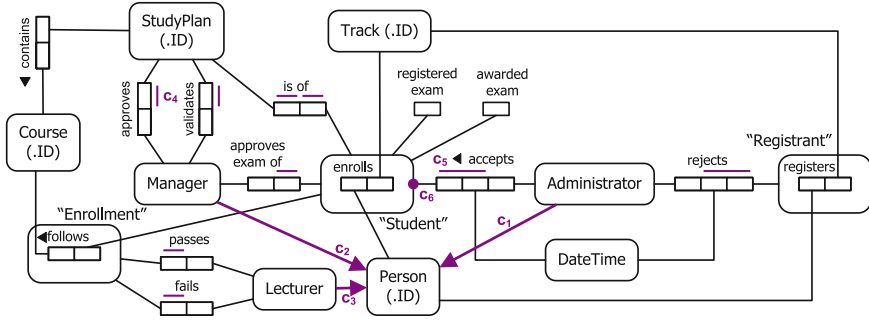 StudyPlan
(.ID)
Track
(.ID)
◀ contains
registered
exam
awarded
exam
is of
approves
c4
validates
Course
(.ID)
approves
exam of
enrolls
c5 ◀ accepts
c6
rejects
"Registrant"
registers
Manager
Administrator
"Enrollment"
"Student"
c1
◀follows
passes
c2
DateTime
fails
Lecturer
c3
Person
(.ID)